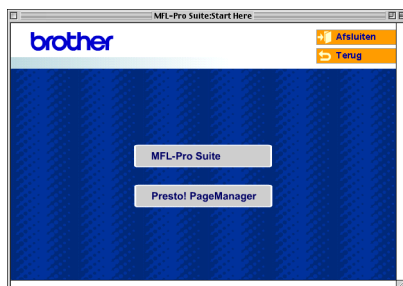 MFL-Pro Suite:Start Here
brother
Afsluiten
Terug
MFL-Pro Suite
Presto! PageManager